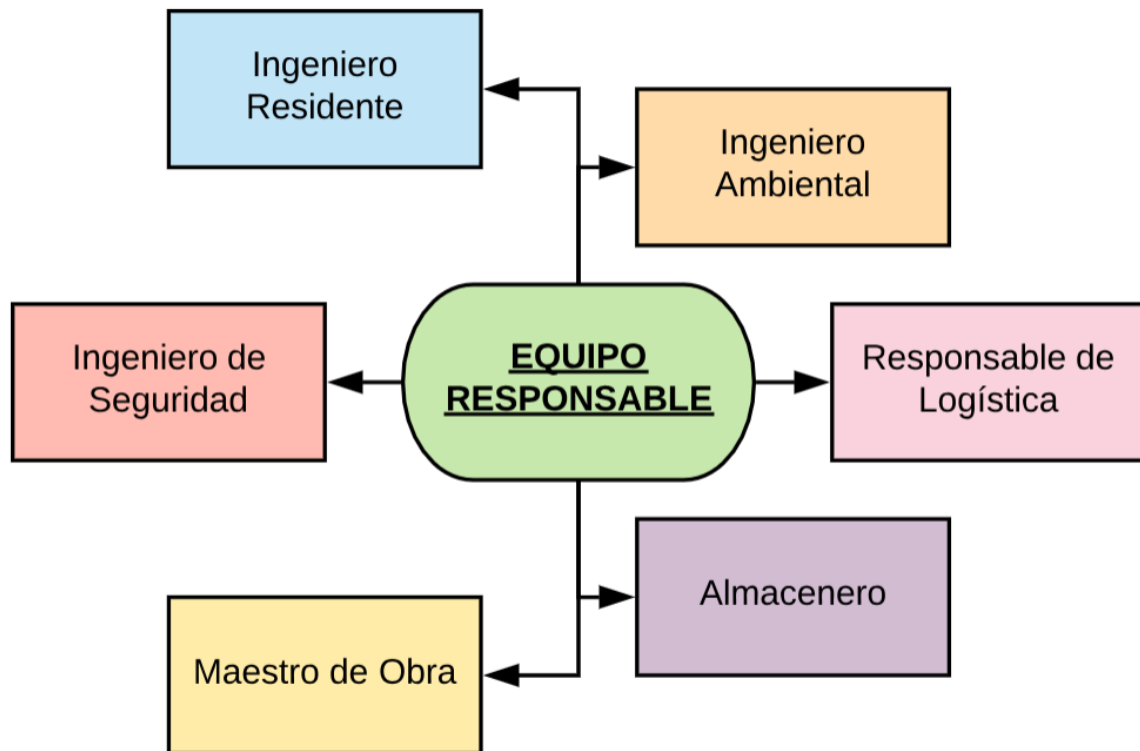 Ingeniero
Residente
Ingeniero
Ambiental
Ingeniero de
Seguridad
EQUIPO
RESPONSABLE
Responsable de
Logística
Almacenero
Maestro de Obra